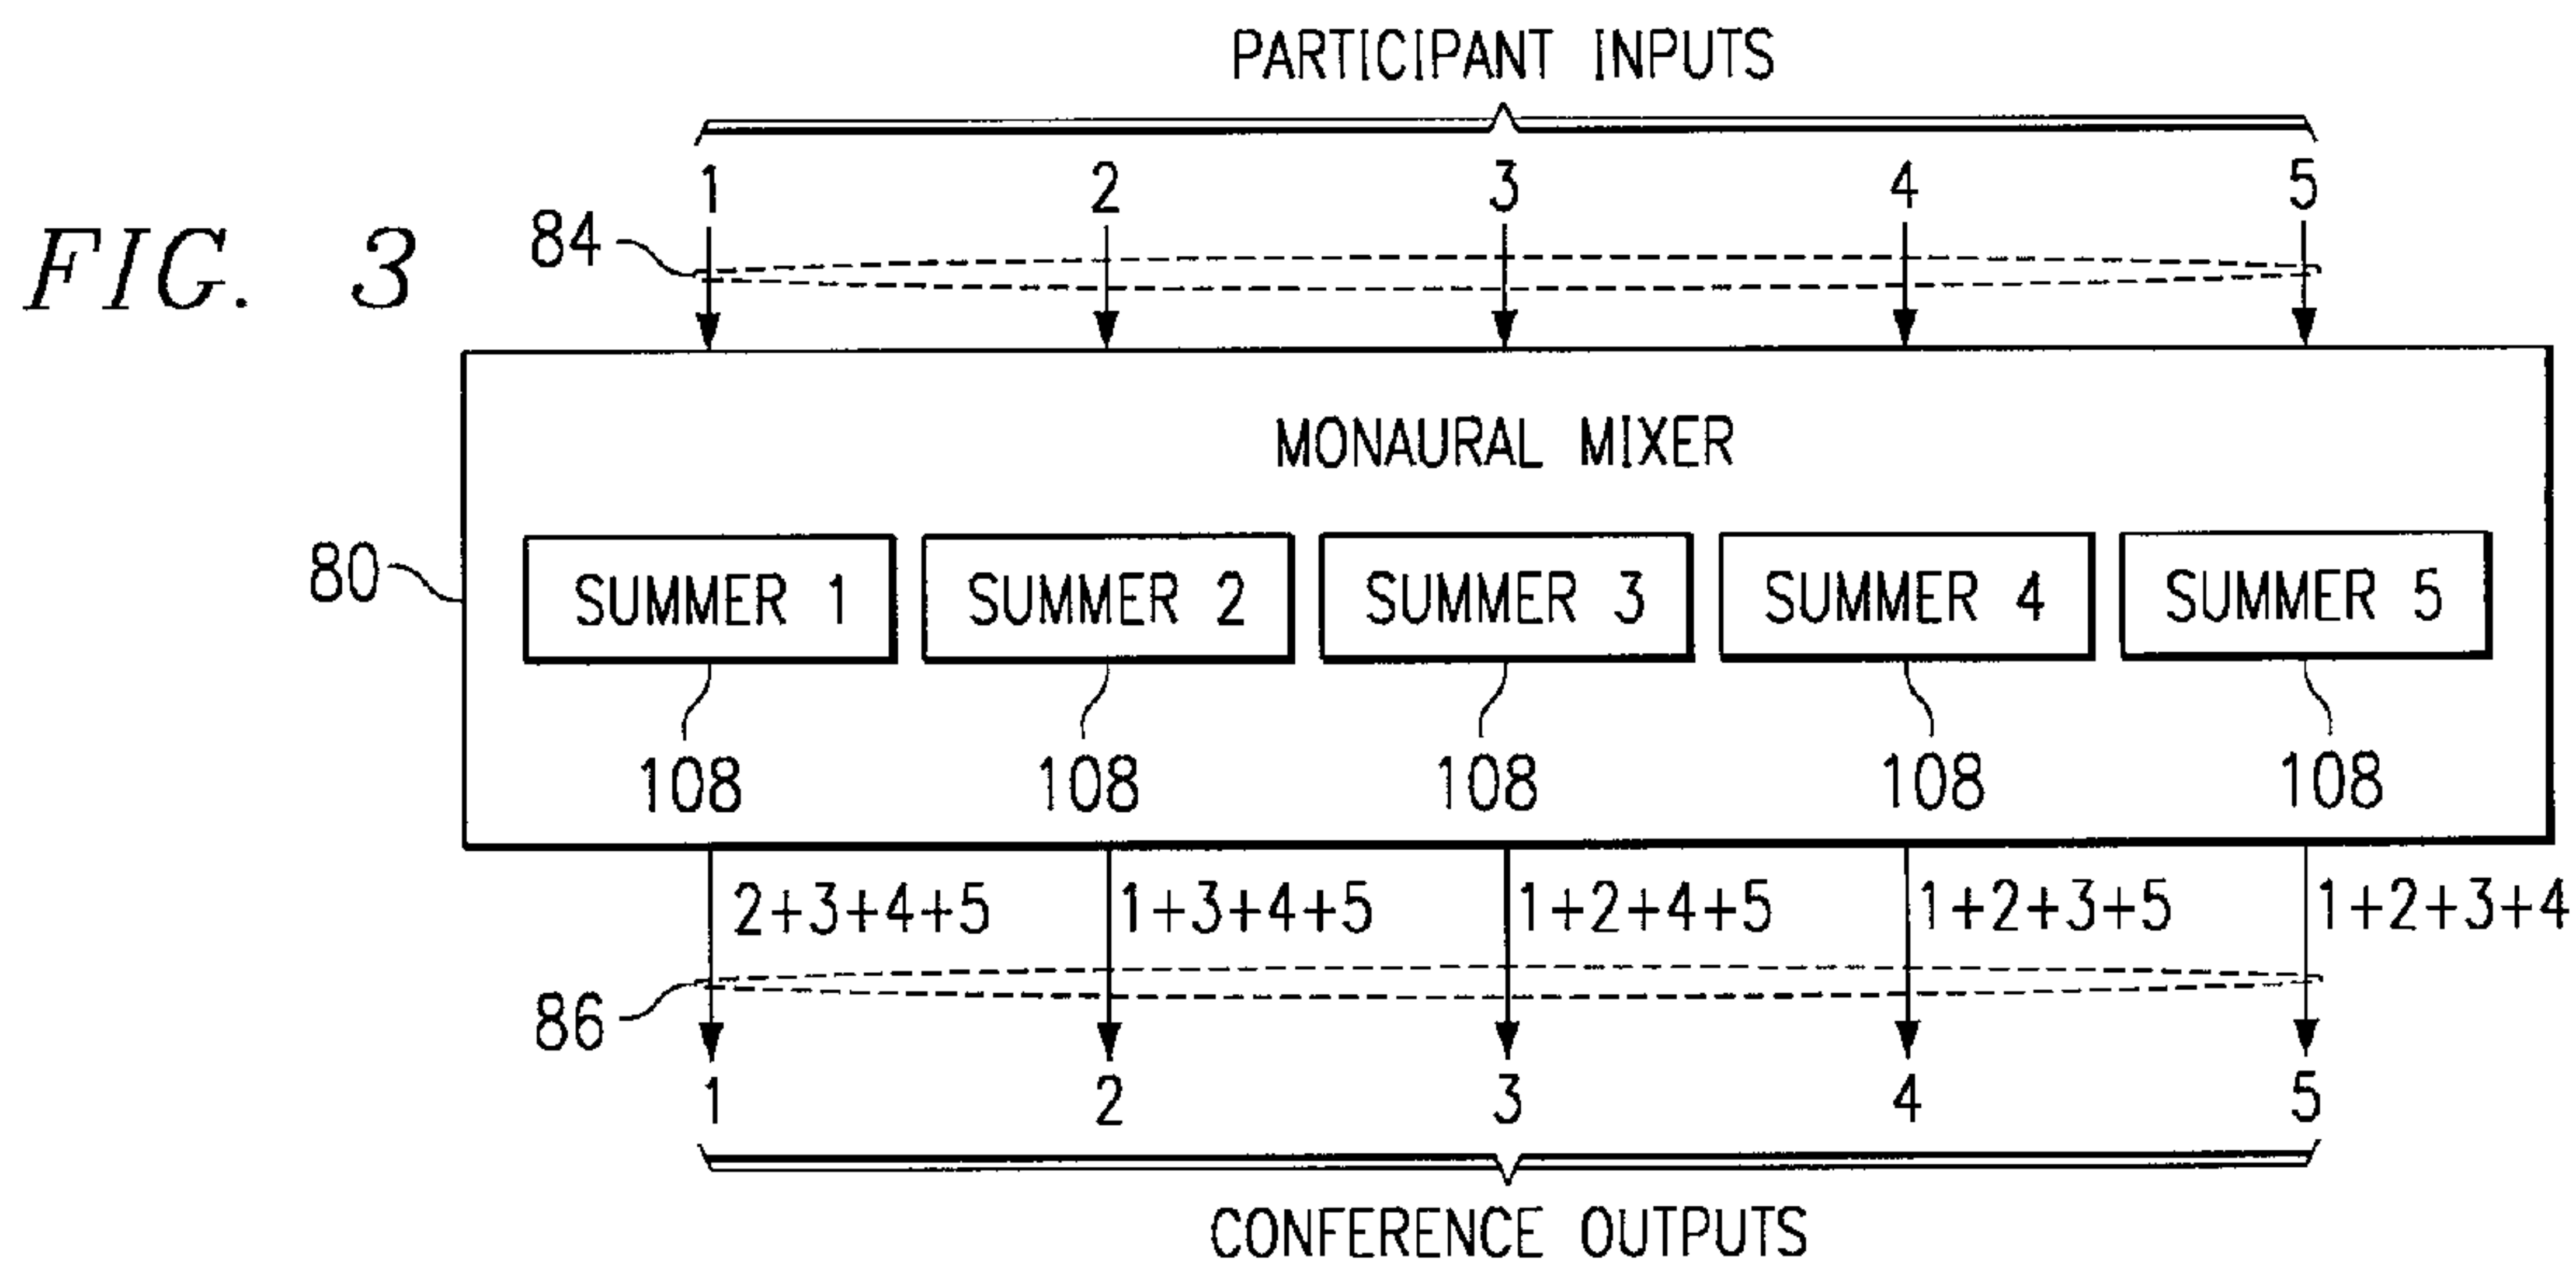 PARTICIPANT INPUTS
1 2 3 4 5
84
FIG. 3
MONAURAL MIXER
80
SUMMER 1 SUMMER 2 SUMMER 3 SUMMER 4 SUMMER 5
108 108 108 108 108
2+3+4+5 1+3+4+5 1+2+4+5 1+2+3+5 1+2+3+4
86
1 2 3 4 5
CONFERENCE OUTPUTS